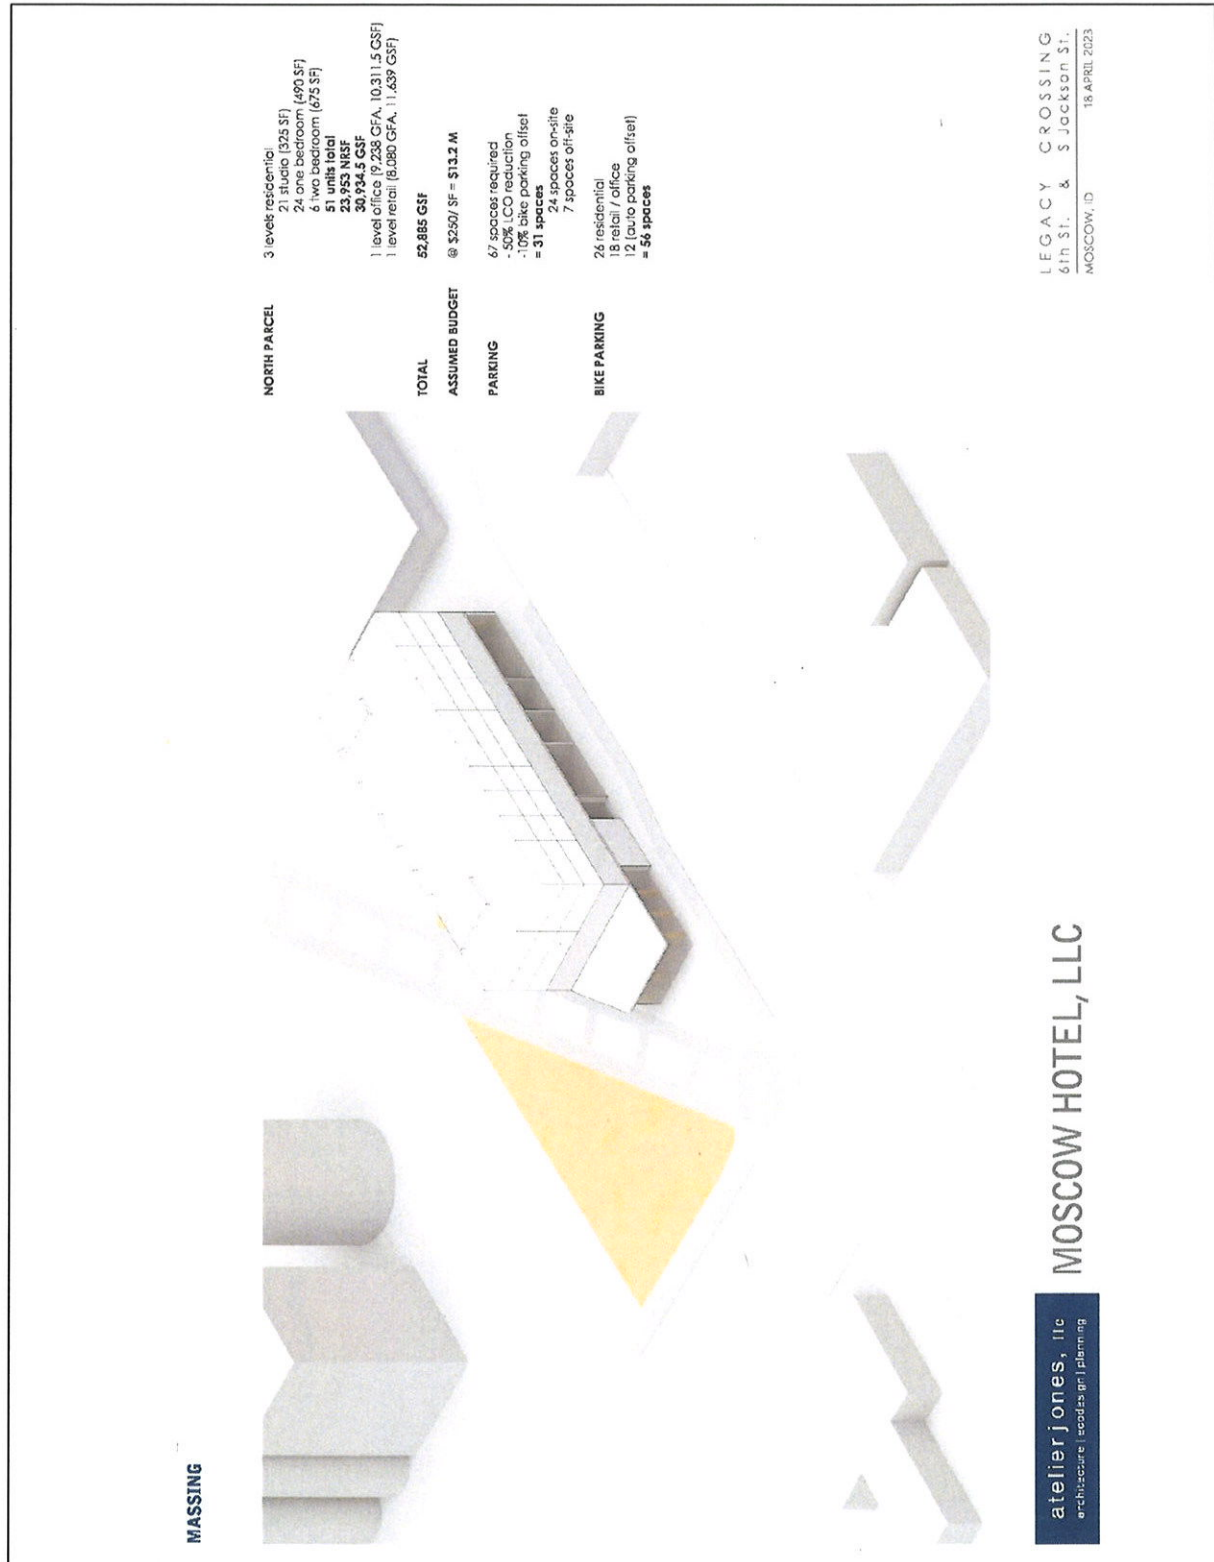 MASSING
NORTH PARCEL 3 levels residential
21 studio (325 SF)
24 one bedroom (490 SF)
6 two bedroom (675 SF)
51 units total
23,953 NRSF
30,934.5 GSF
1 level office (9,238 GFA, 10,311.5 GSF)
1 level retail (8,080 GFA, 11,639 GSF)
TOTAL 52,885 GSF
ASSUMED BUDGET @ $250/ SF = $13.2 M
PARKING 67 spaces required
- 50% LCO reduction
-10% bike parking offset
= 31 spaces
24 spaces on-site
7 spaces off-site
BIKE PARKING 26 residential
18 retail / office
12 (auto parking offset)
= 56 spaces
atelierjones, llc
architecture | ecodesign | planning
MOSCOW HOTEL, LLC
LEGACY CROSSING
6th St. & S Jackson St.
MOSCOW, ID 18 APRIL 2023